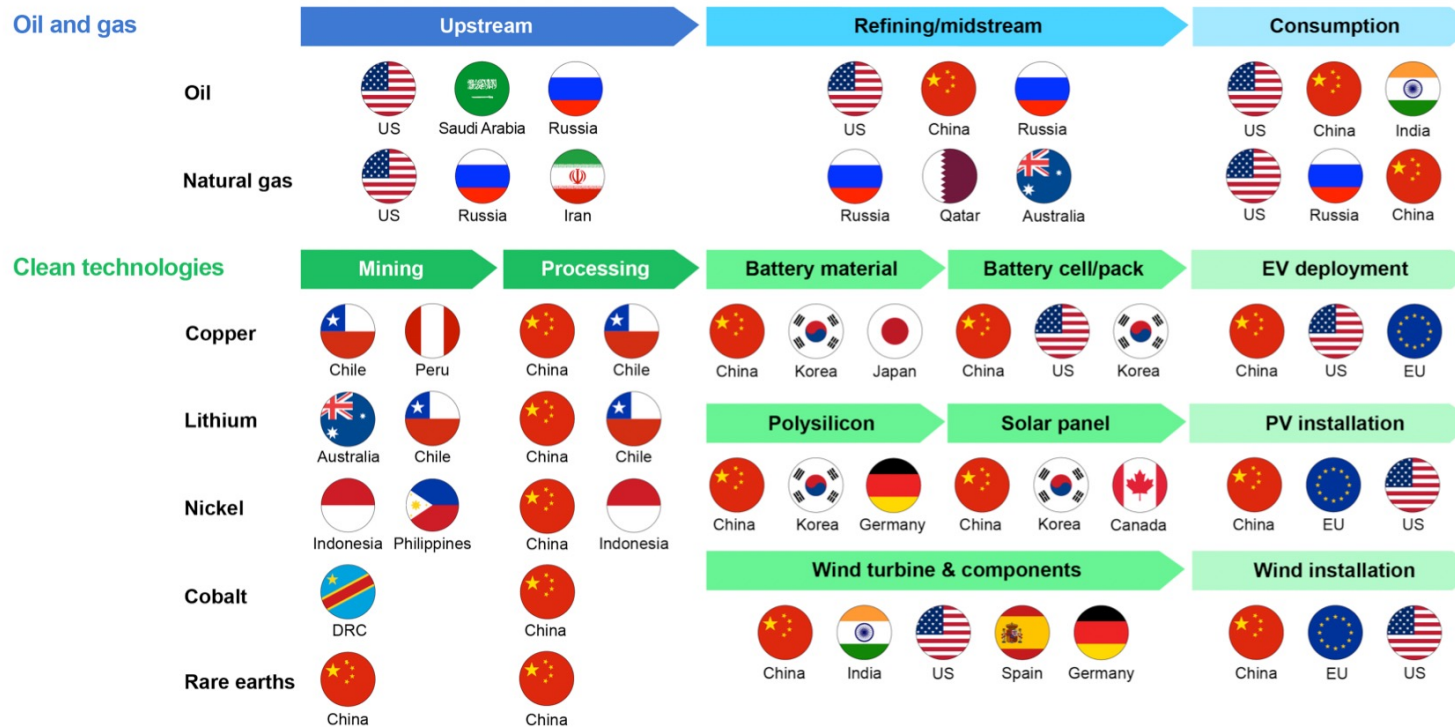 Oil and gas
Upstream
Refining/midstream
Consumption
Oil
US
Saudi Arabia
Russia
US
China
Russia
US
China
India
Natural gas
US
Russia
Iran
Russia
Qatar
Australia
US
Russia
China
Clean technologies
Mining
Processing
Battery material
Battery cell/pack
EV deployment
Copper
Chile
Peru
China
Chile
China
Korea
Japan
China
US
Korea
China
US
EU
Lithium
Australia
Chile
China
Chile
Polysilicon
Solar panel
PV installation
Nickel
Indonesia
Philippines
China
Indonesia
China
Korea
Germany
China
Korea
Canada
China
EU
US
Cobalt
DRC
China
Wind turbine & components
Wind installation
China
India
US
Spain
Germany
China
EU
US
Rare earths
China
China